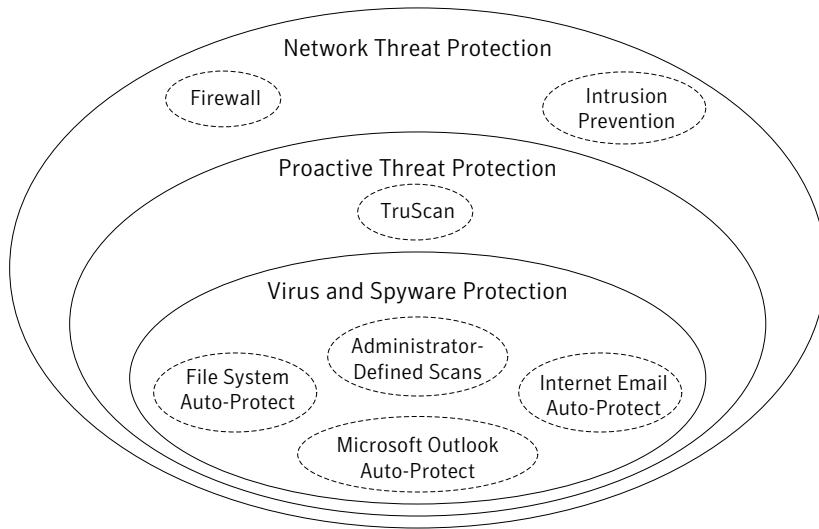 Network Threat Protection
Firewall
Intrusion
Prevention
Proactive Threat Protection
TruScan
Virus and Spyware Protection
Administrator-
Defined Scans
File System
Auto-Protect
Internet Email
Auto-Protect
Microsoft Outlook
Auto-Protect